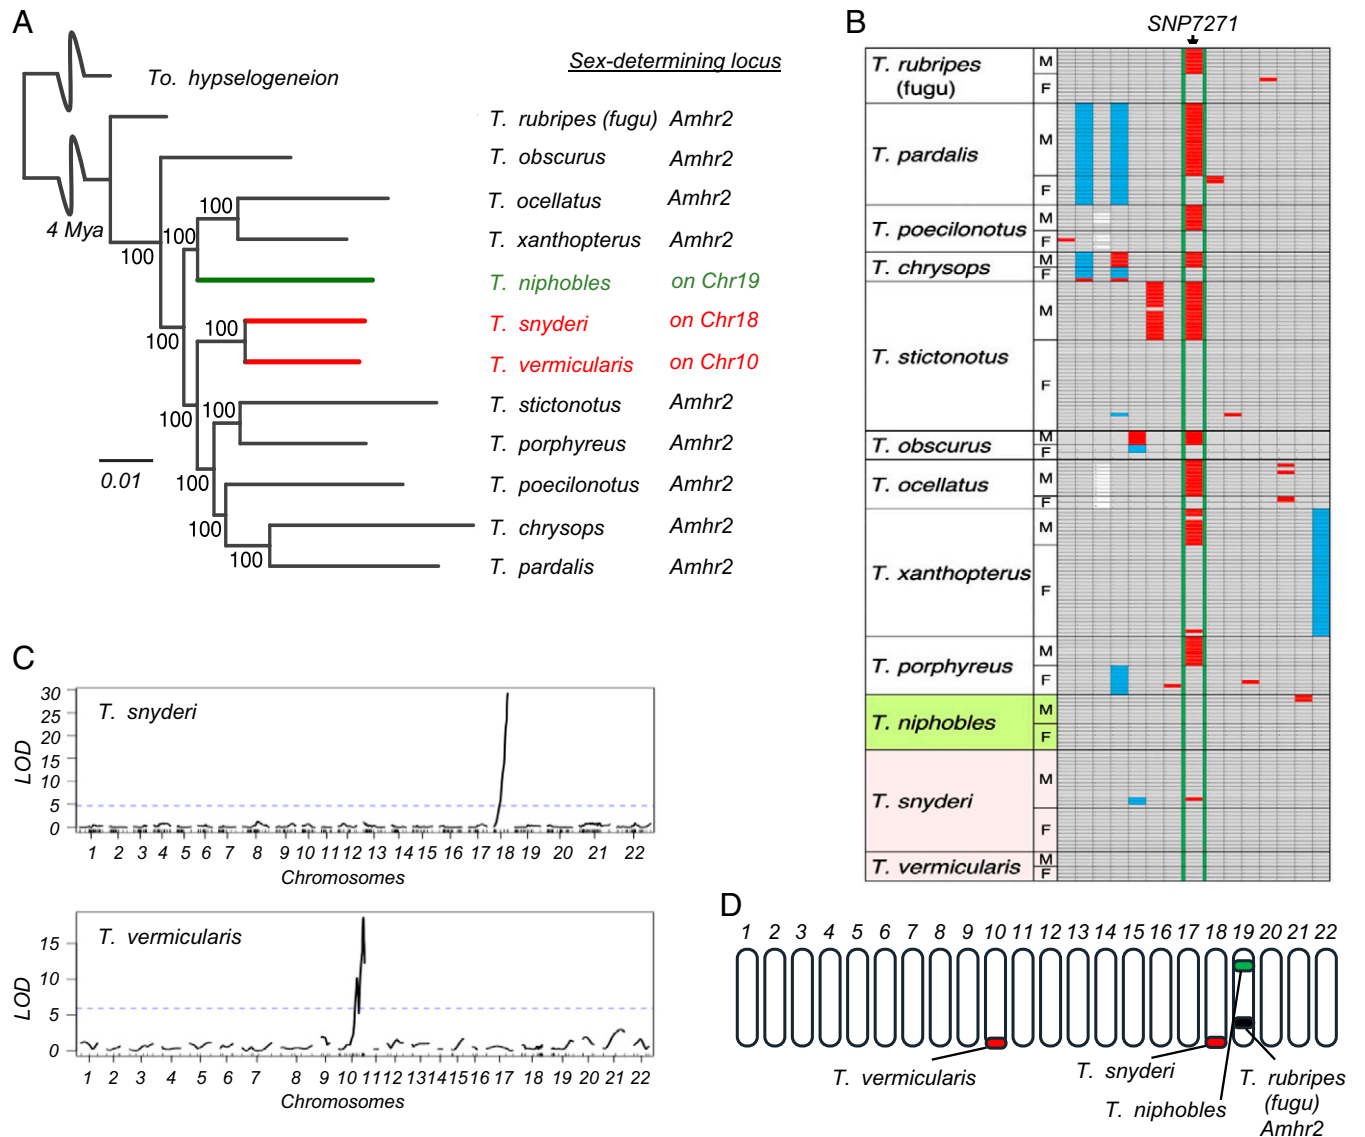 A
To. hypselogeneion
Sex-determining locus
T. rubripes (fugu) Amhr2
T. obscurus Amhr2
T. ocellatus Amhr2
T. xanthopterus Amhr2
T. niphobles on Chr19
T. snyderi on Chr18
T. vermicularis on Chr10
T. stictonotus Amhr2
T. porphyreus Amhr2
T. poecilonotus Amhr2
T. chrysops Amhr2
T. pardalis Amhr2
4 Mya
100
100
100
100
100
100
100
100
100
100
0.01
B
SNP7271
T. rubripes
(fugu)
M
F
T. pardalis
M
F
T. poecilonotus
M
F
T. chrysops
M
F
T. stictonotus
M
F
T. obscurus
M
F
T. ocellatus
M
F
T. xanthopterus
M
F
T. porphyreus
M
F
T. niphobles
M
F
T. snyderi
M
F
T. vermicularis
M
F
C
T. snyderi
LOD
30
25
20
15
10
5
0
1 2 3 4 5 6 7 8 9 10 11 12 13 14 15 16 17 18 19 20 21 22
Chromosomes
T. vermicularis
LOD
15
10
5
0
1 2 3 4 5 6 7 8 9 10 11 12 13 14 15 16 17 18 19 20 21 22
Chromosomes
D
1 2 3 4 5 6 7 8 9 10 11 12 13 14 15 16 17 18 19 20 21 22
T. vermicularis
T. snyderi
T. niphobles
T. rubripes
(fugu)
Amhr2